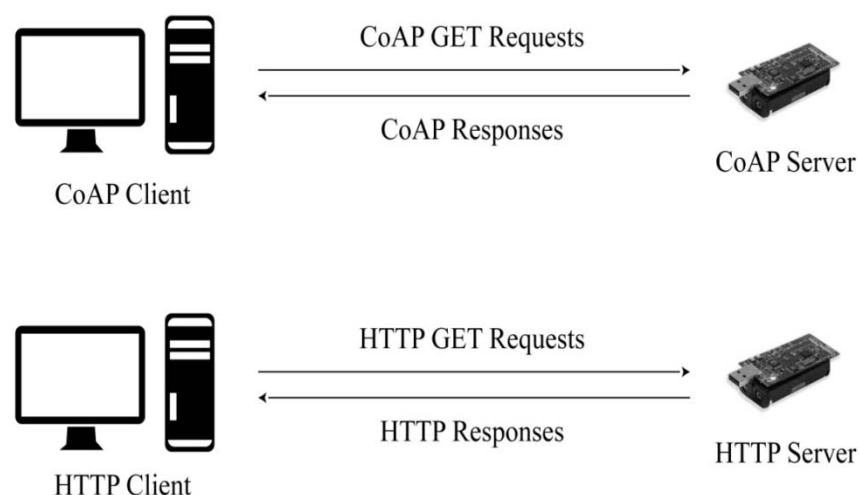 CoAP GET Requests
CoAP Responses
CoAP Client
CoAP Server
HTTP GET Requests
HTTP Responses
HTTP Client
HTTP Server